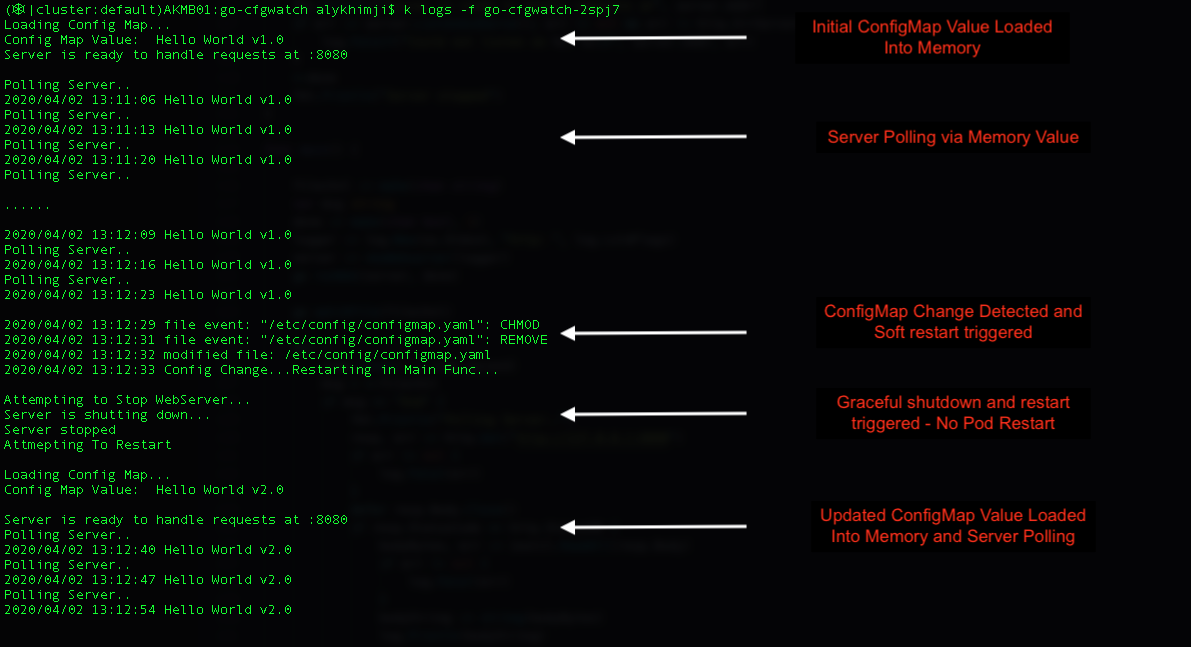 (⎈|cluster:default)AKMB01:go-cfgwatch alykhimji$ k logs -f go-cfgwatch-2spj7
Loading Config Map...
Config Map Value:  Hello World v1.0
Server is ready to handle requests at :8080
Initial ConfigMap Value Loaded
Into Memory
Polling Server..
2020/04/02 13:11:06 Hello World v1.0
Polling Server..
2020/04/02 13:11:13 Hello World v1.0
Polling Server..
2020/04/02 13:11:20 Hello World v1.0
Polling Server..
Server Polling via Memory Value
......
2020/04/02 13:12:09 Hello World v1.0
Polling Server..
2020/04/02 13:12:16 Hello World v1.0
Polling Server..
2020/04/02 13:12:23 Hello World v1.0
2020/04/02 13:12:29 file event: "/etc/config/configmap.yaml": CHMOD
2020/04/02 13:12:31 file event: "/etc/config/configmap.yaml": REMOVE
2020/04/02 13:12:32 modified file: /etc/config/configmap.yaml
2020/04/02 13:12:33 Config Change...Restarting in Main Func...
ConfigMap Change Detected and
Soft restart triggered
Attempting to Stop WebServer...
Server is shutting down...
Server stopped
Attmepting To Restart
Graceful shutdown and restart
triggered - No Pod Restart
Loading Config Map...
Config Map Value:  Hello World v2.0
Server is ready to handle requests at :8080
Polling Server..
2020/04/02 13:12:40 Hello World v2.0
Polling Server..
2020/04/02 13:12:47 Hello World v2.0
Polling Server..
2020/04/02 13:12:54 Hello World v2.0
Updated ConfigMap Value Loaded
Into Memory and Server Polling